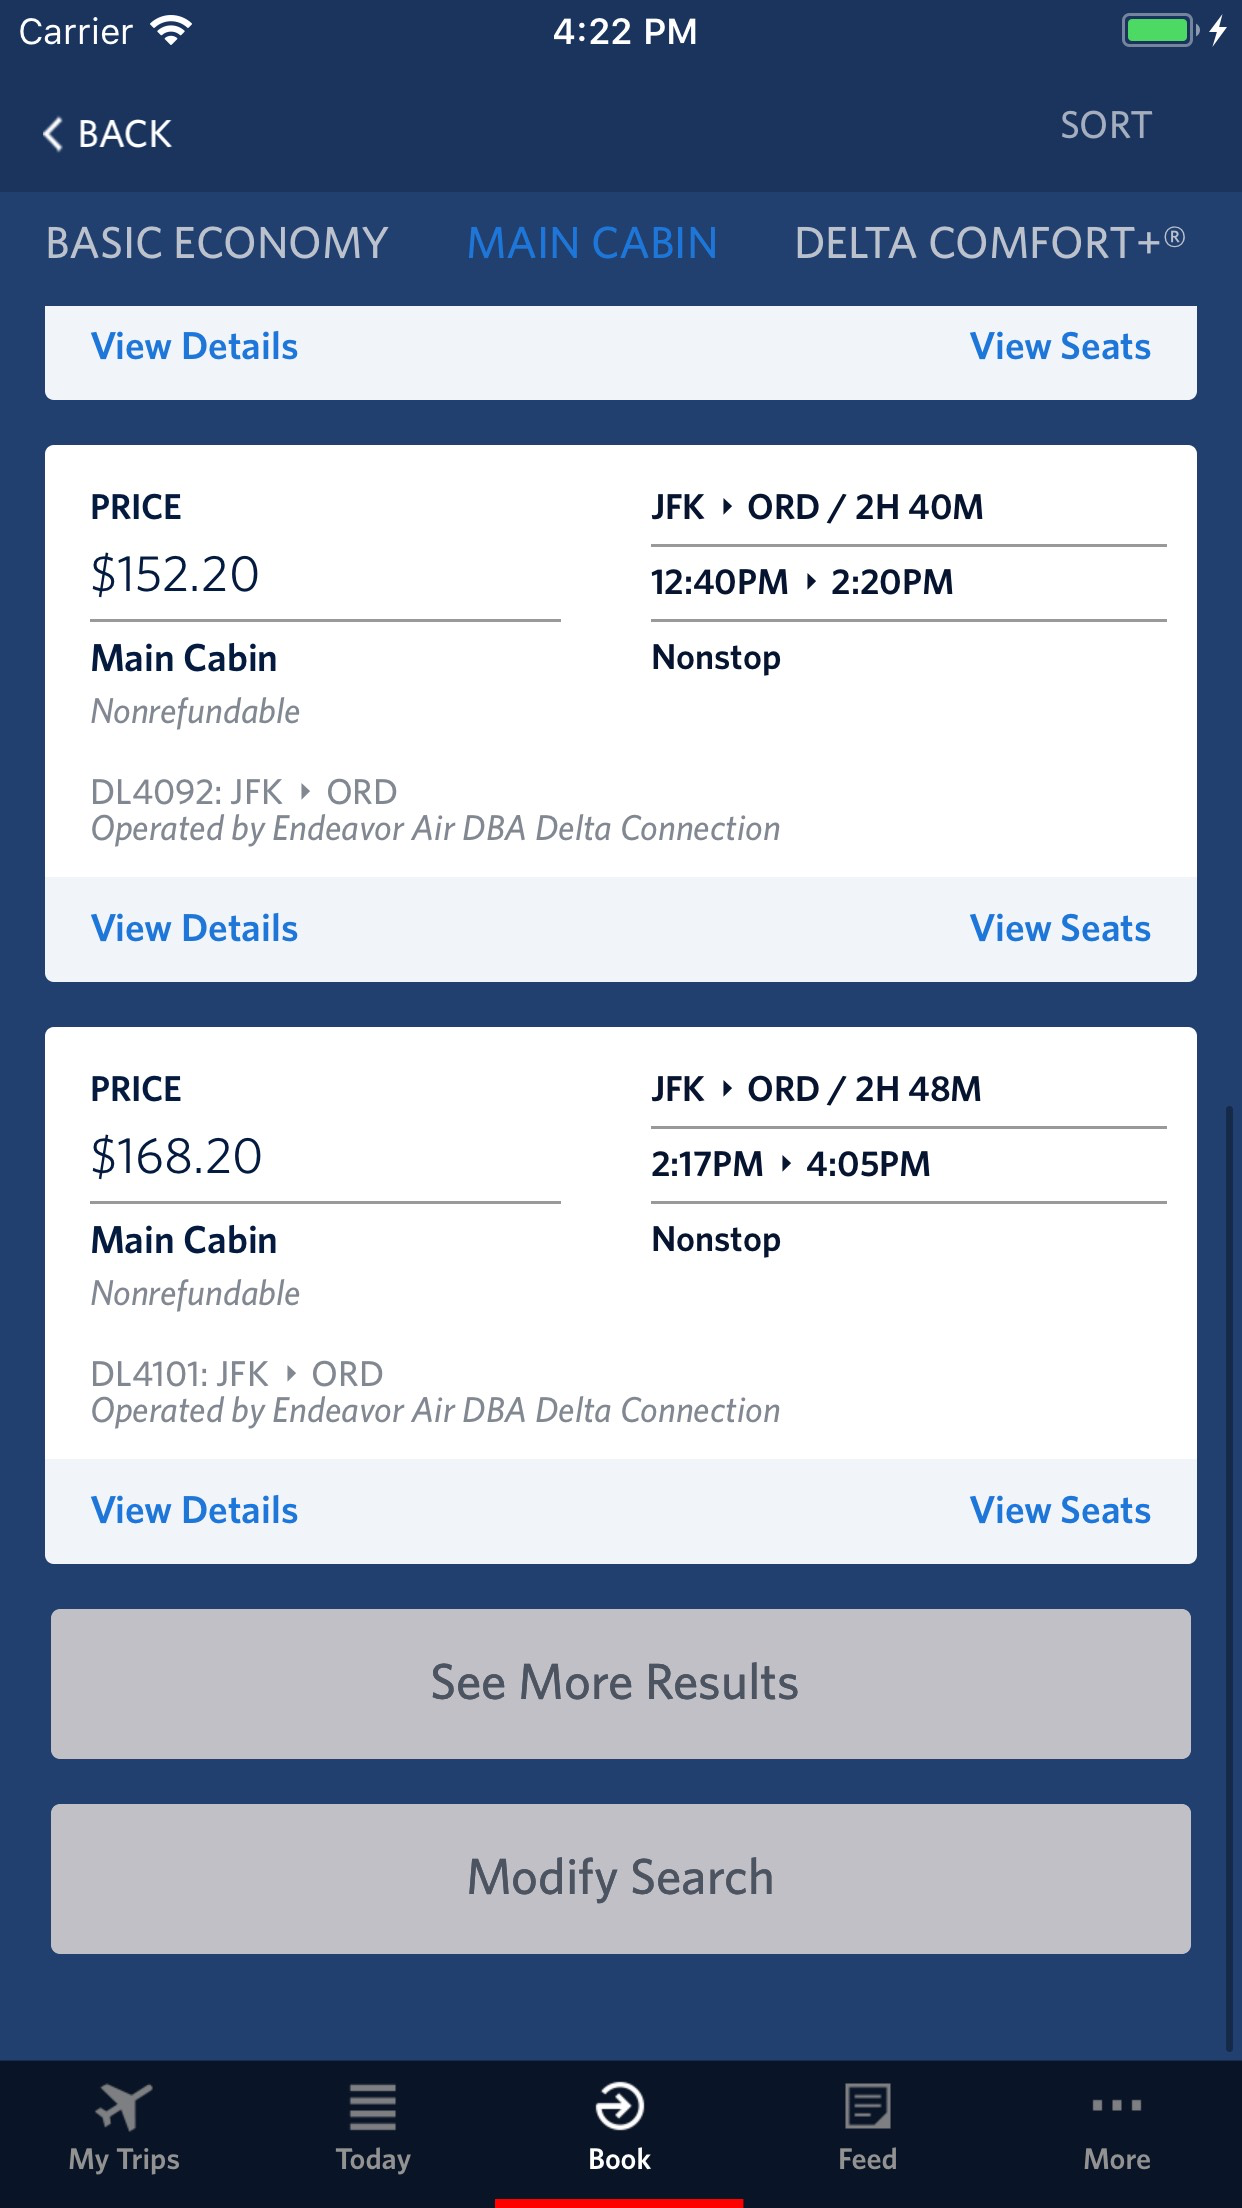 Carrier 4:22 PM
BACK SORT
BASIC ECONOMY MAIN CABIN DELTA COMFORT+®
View Details View Seats
PRICE
$152.20
Main Cabin
Nonrefundable
JFK ▸ ORD / 2H 40M
12:40PM ▸ 2:20PM
Nonstop
DL4092: JFK ▸ ORD
Operated by Endeavor Air DBA Delta Connection
View Details View Seats
PRICE
$168.20
Main Cabin
Nonrefundable
JFK ▸ ORD / 2H 48M
2:17PM ▸ 4:05PM
Nonstop
DL4101: JFK ▸ ORD
Operated by Endeavor Air DBA Delta Connection
View Details View Seats
See More Results
Modify Search
My Trips Today Book Feed More